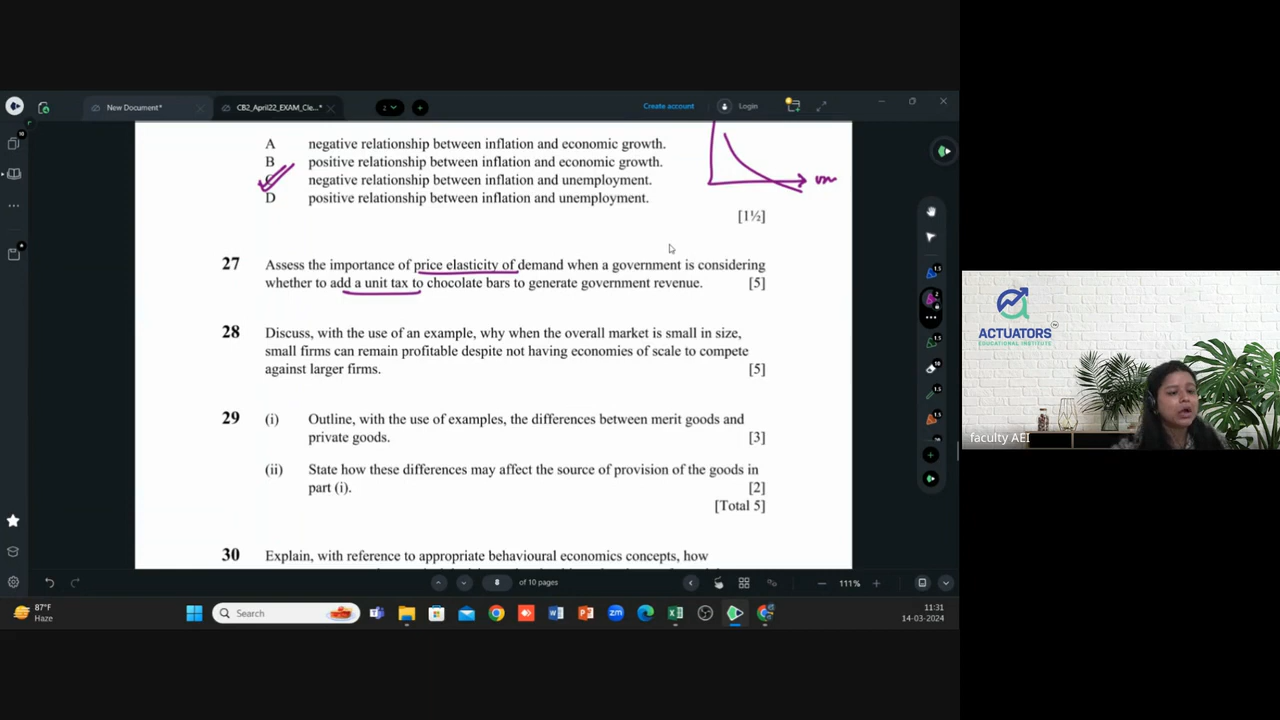 New Document*
CB2_April22_EXAM_Cle...*
2
Create account
Login
A negative relationship between inflation and economic growth.
B positive relationship between inflation and economic growth.
negative relationship between inflation and unemployment.
D positive relationship between inflation and unemployment.
[1½]
27 Assess the importance of price elasticity of demand when a government is considering
whether to add a unit tax to chocolate bars to generate government revenue. [5]
28 Discuss, with the use of an example, why when the overall market is small in size,
small firms can remain profitable despite not having economies of scale to compete
against larger firms. [5]
29 (i) Outline, with the use of examples, the differences between merit goods and
private goods. [3]
(ii) State how these differences may affect the source of provision of the goods in
part (i). [2]
[Total 5]
30 Explain, with reference to appropriate behavioural economics concepts, how
8 of 10 pages
111%
ACTUATORS
EDUCATIONAL INSTITUTE
faculty AEI
87°F
Haze
Search
11:31
14-03-2024